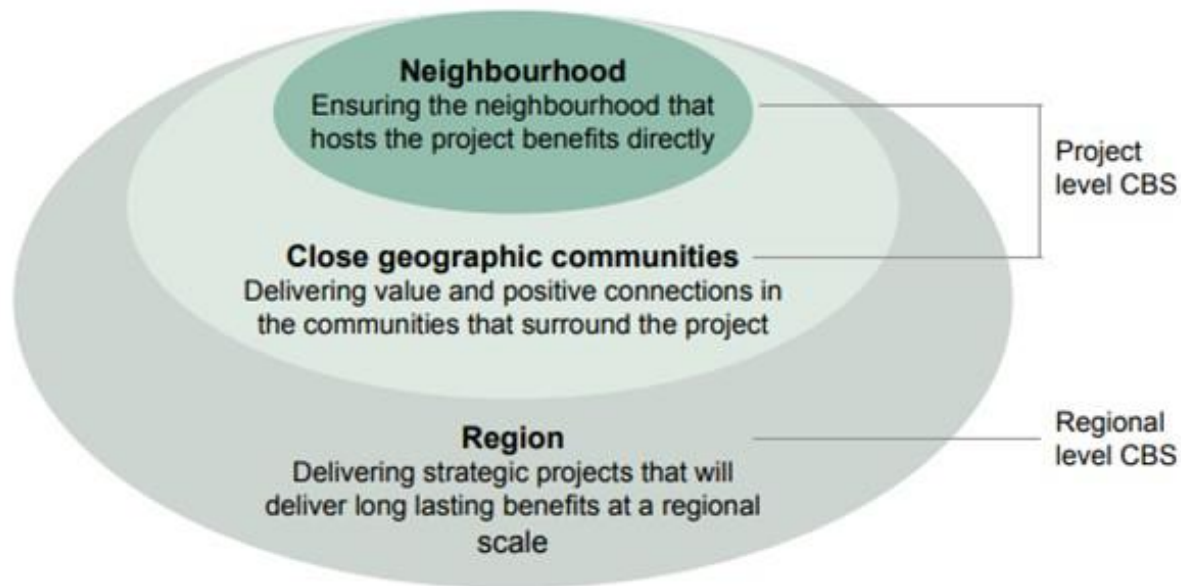 Neighbourhood
Ensuring the neighbourhood that
hosts the project benefits directly
Project
level CBS
Close geographic communities
Delivering value and positive connections in
the communities that surround the project
Region
Delivering strategic projects that will
deliver long lasting benefits at a regional
scale
Regional
level CBS